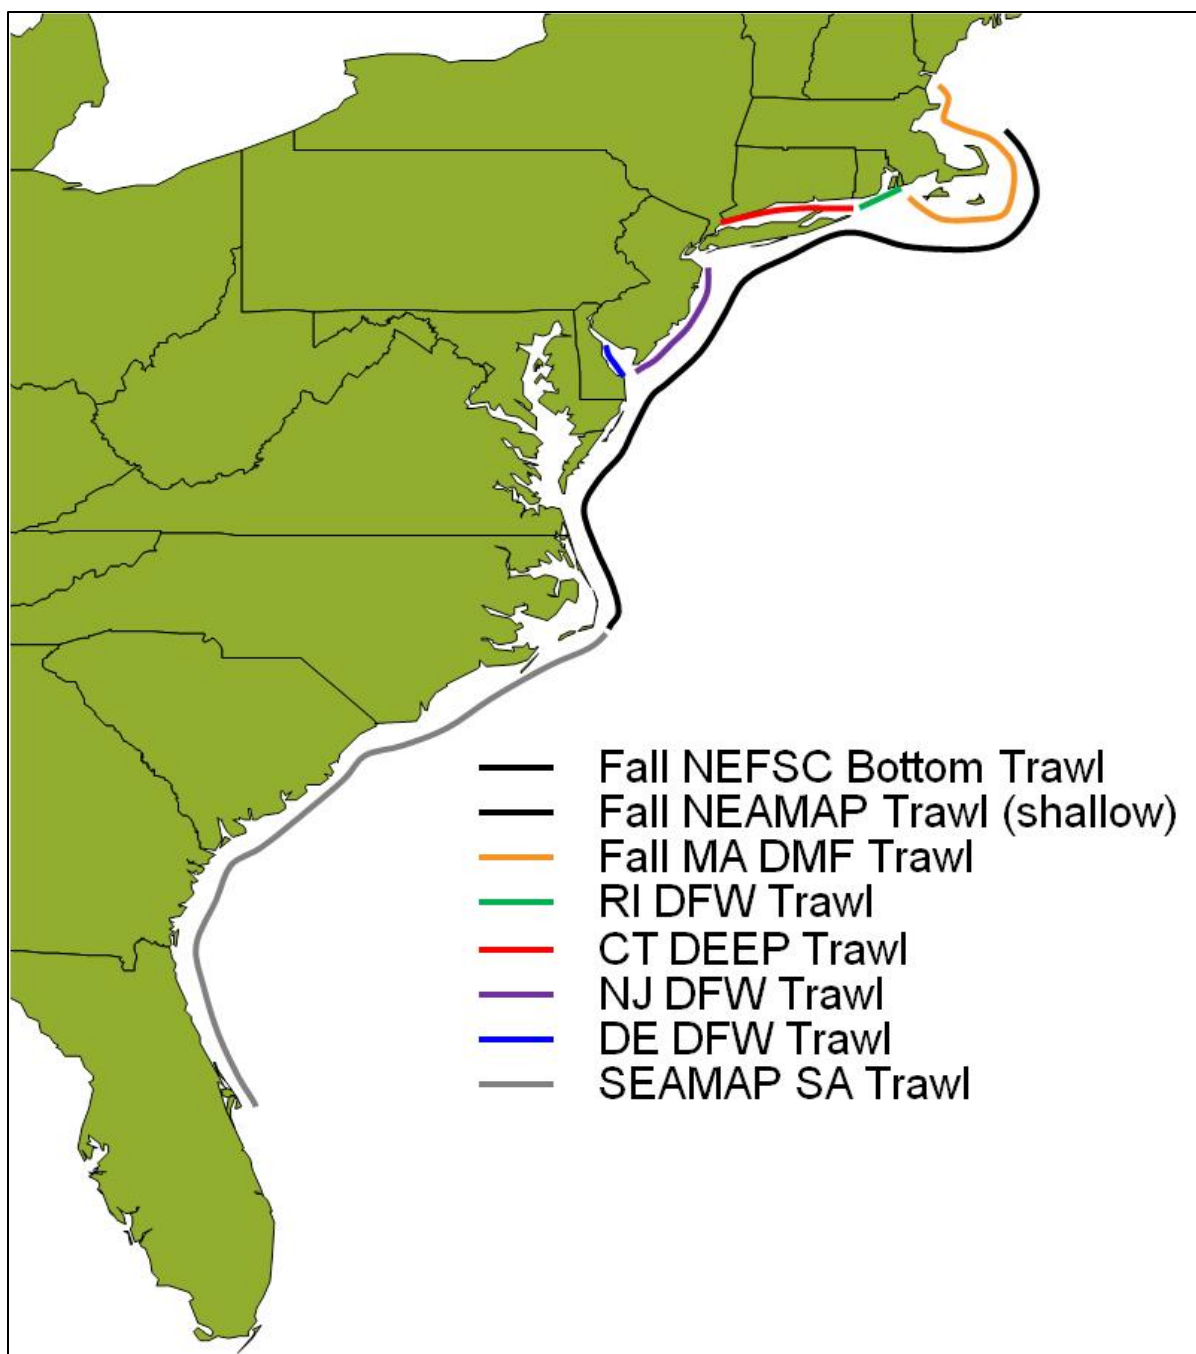 Fall NEFSC Bottom Trawl
Fall NEAMAP Trawl (shallow)
Fall MA DMF Trawl
RI DFW Trawl
CT DEEP Trawl
NJ DFW Trawl
DE DFW Trawl
SEAMAP SA Trawl